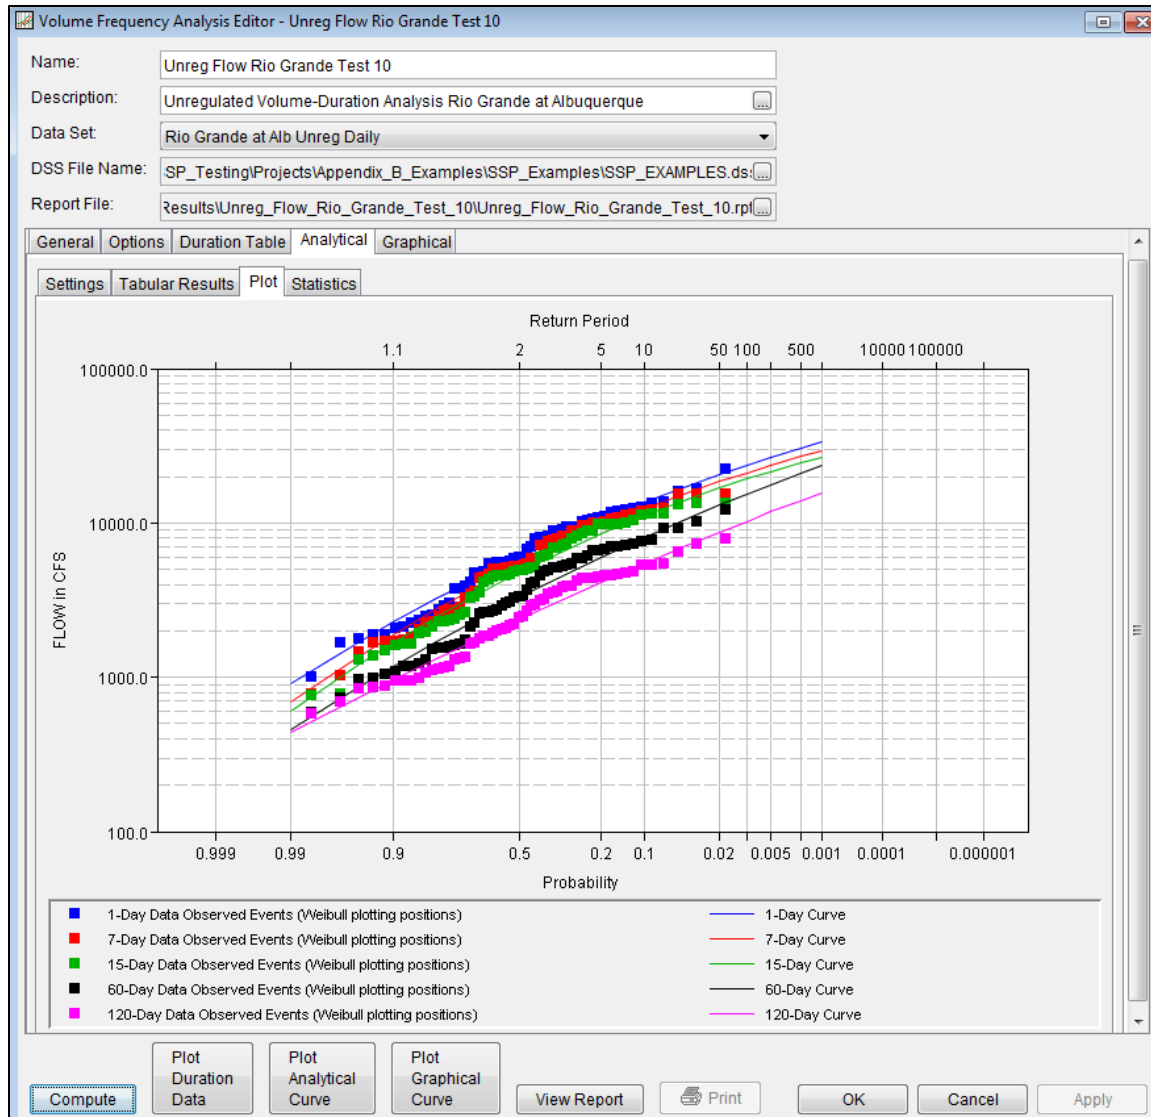 Volume Frequency Analysis Editor - Unreg Flow Rio Grande Test 10
Name: Unreg Flow Rio Grande Test 10
Description: Unregulated Volume-Duration Analysis Rio Grande at Albuquerque ...
Data Set: Rio Grande at Alb Unreg Daily
DSS File Name: SP_Testing\Projects\Appendix_B_Examples\SSP_Examples\SSP_EXAMPLES.ds ...
Report File: Results\Unreg_Flow_Rio_Grande_Test_10\Unreg_Flow_Rio_Grande_Test_10.rpt ...
General Options Duration Table Analytical Graphical
Settings Tabular Results Plot Statistics
Return Period
1.1 2 5 10 50 100 500 10000 100000
100000.0
10000.0
1000.0
100.0
FLOW in CFS
0.999 0.99 0.9 0.5 0.2 0.1 0.02 0.005 0.001 0.0001 0.000001
Probability
1-Day Data Observed Events (Weibull plotting positions) 1-Day Curve
7-Day Data Observed Events (Weibull plotting positions) 7-Day Curve
15-Day Data Observed Events (Weibull plotting positions) 15-Day Curve
60-Day Data Observed Events (Weibull plotting positions) 60-Day Curve
120-Day Data Observed Events (Weibull plotting positions) 120-Day Curve
Compute
Plot
Duration
Data
Plot
Analytical
Curve
Plot
Graphical
Curve
View Report
Print
OK
Cancel
Apply